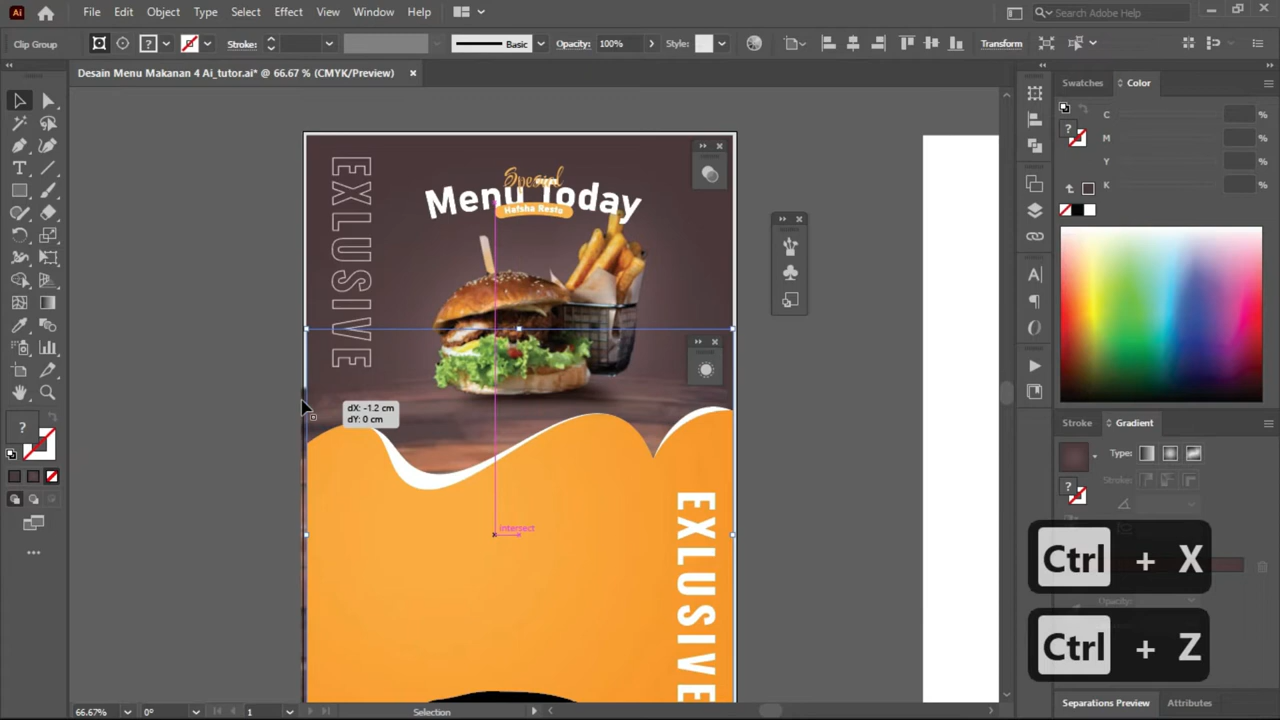 Ai
File Edit Object Type Select Effect View Window Help
Search Adobe Help
Clip Group
?
Stroke:
Basic
Opacity: 100%
Style:
Transform
Desain Menu Makanan 4 Ai_tutor.ai* @ 66.67 % (CMYK/Preview)
Swatches
Color
C %
M %
Y %
K %
?
EXLUSIVE
Special
Menu Today
Hafsha Resto
dX: -1.2 cm
dY: 0 cm
intersect
EXLUSIVE
?
Stroke
Gradient
Type:
Stroke:
?
Opacity:
Ctrl + X
Ctrl + Z
66.67%
0°
1
Selection
Separations Preview
Attributes